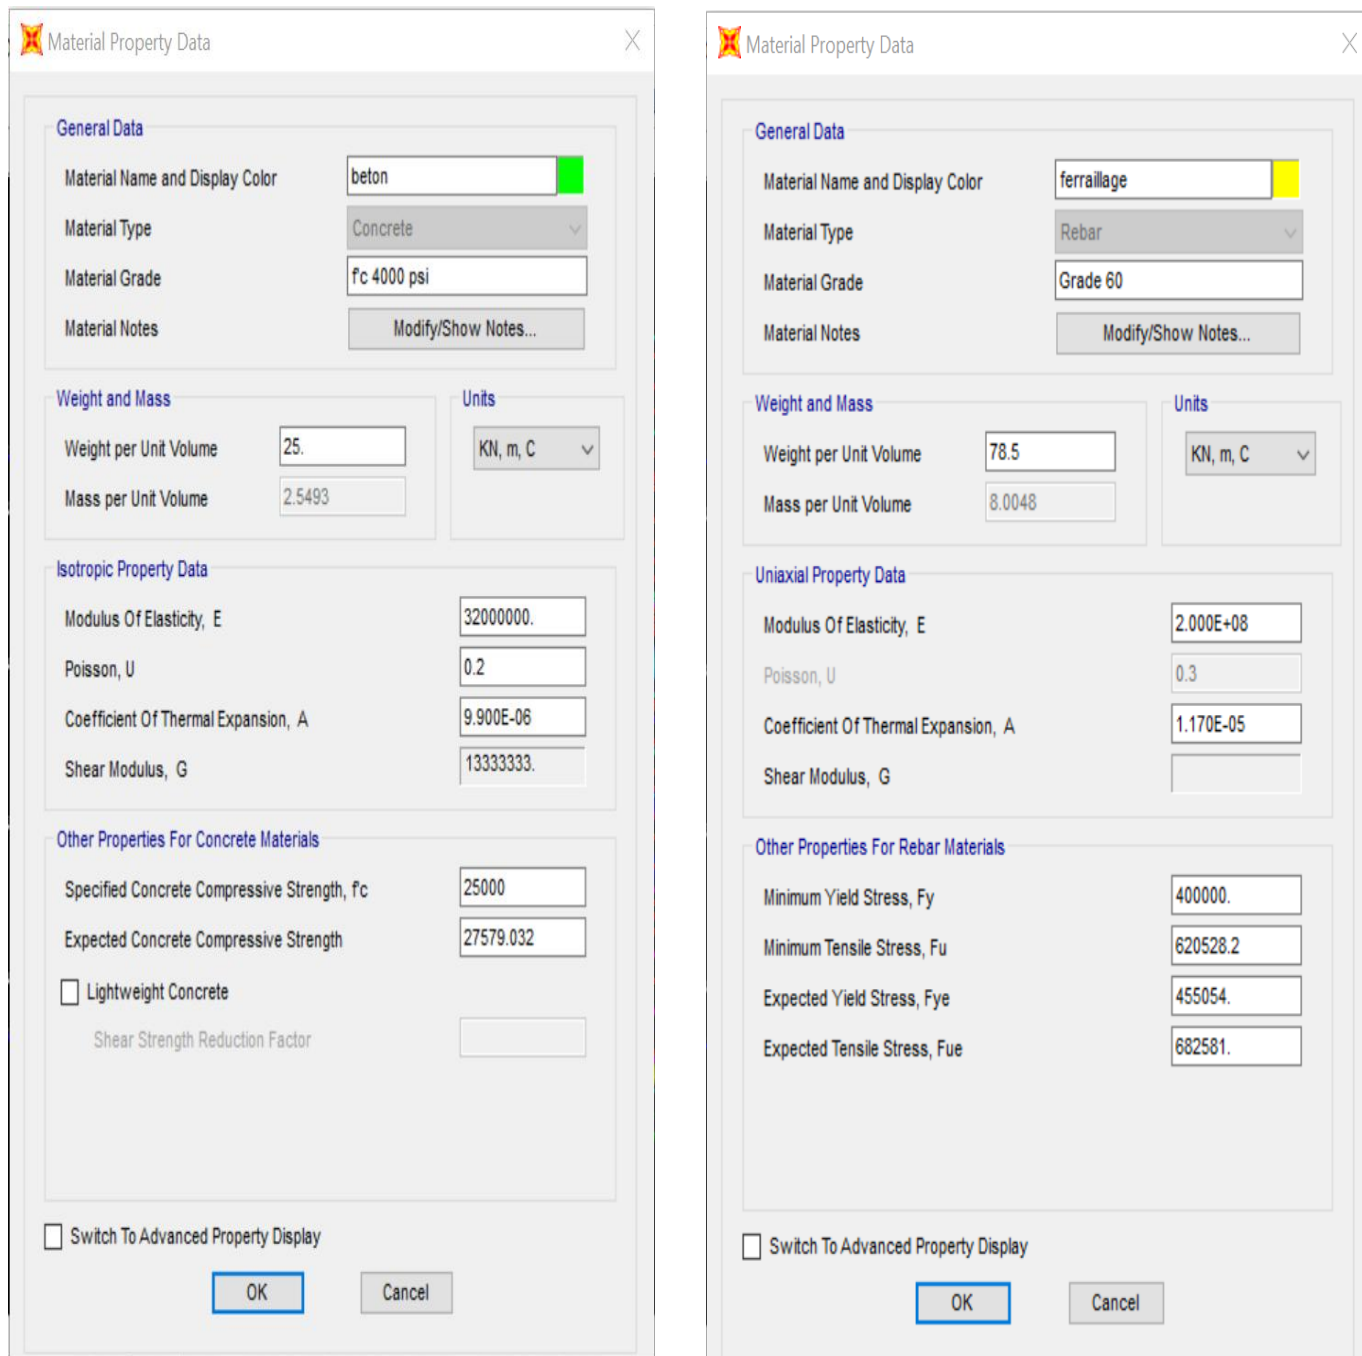 Material Property Data
General Data
Material Name and Display Color beton
Material Type Concrete
Material Grade f'c 4000 psi
Material Notes Modify/Show Notes...
Weight and Mass Units
Weight per Unit Volume 25. KN, m, C
Mass per Unit Volume 2.5493
Isotropic Property Data
Modulus Of Elasticity, E 32000000.
Poisson, U 0.2
Coefficient Of Thermal Expansion, A 9.900E-06
Shear Modulus, G 13333333.
Other Properties For Concrete Materials
Specified Concrete Compressive Strength, f'c 25000
Expected Concrete Compressive Strength 27579.032
Lightweight Concrete
Shear Strength Reduction Factor
Switch To Advanced Property Display
OK Cancel
Material Property Data
General Data
Material Name and Display Color ferraillage
Material Type Rebar
Material Grade Grade 60
Material Notes Modify/Show Notes...
Weight and Mass Units
Weight per Unit Volume 78.5 KN, m, C
Mass per Unit Volume 8.0048
Uniaxial Property Data
Modulus Of Elasticity, E 2.000E+08
Poisson, U 0.3
Coefficient Of Thermal Expansion, A 1.170E-05
Shear Modulus, G
Other Properties For Rebar Materials
Minimum Yield Stress, Fy 400000.
Minimum Tensile Stress, Fu 620528.2
Expected Yield Stress, Fye 455054.
Expected Tensile Stress, Fue 682581.
Switch To Advanced Property Display
OK Cancel